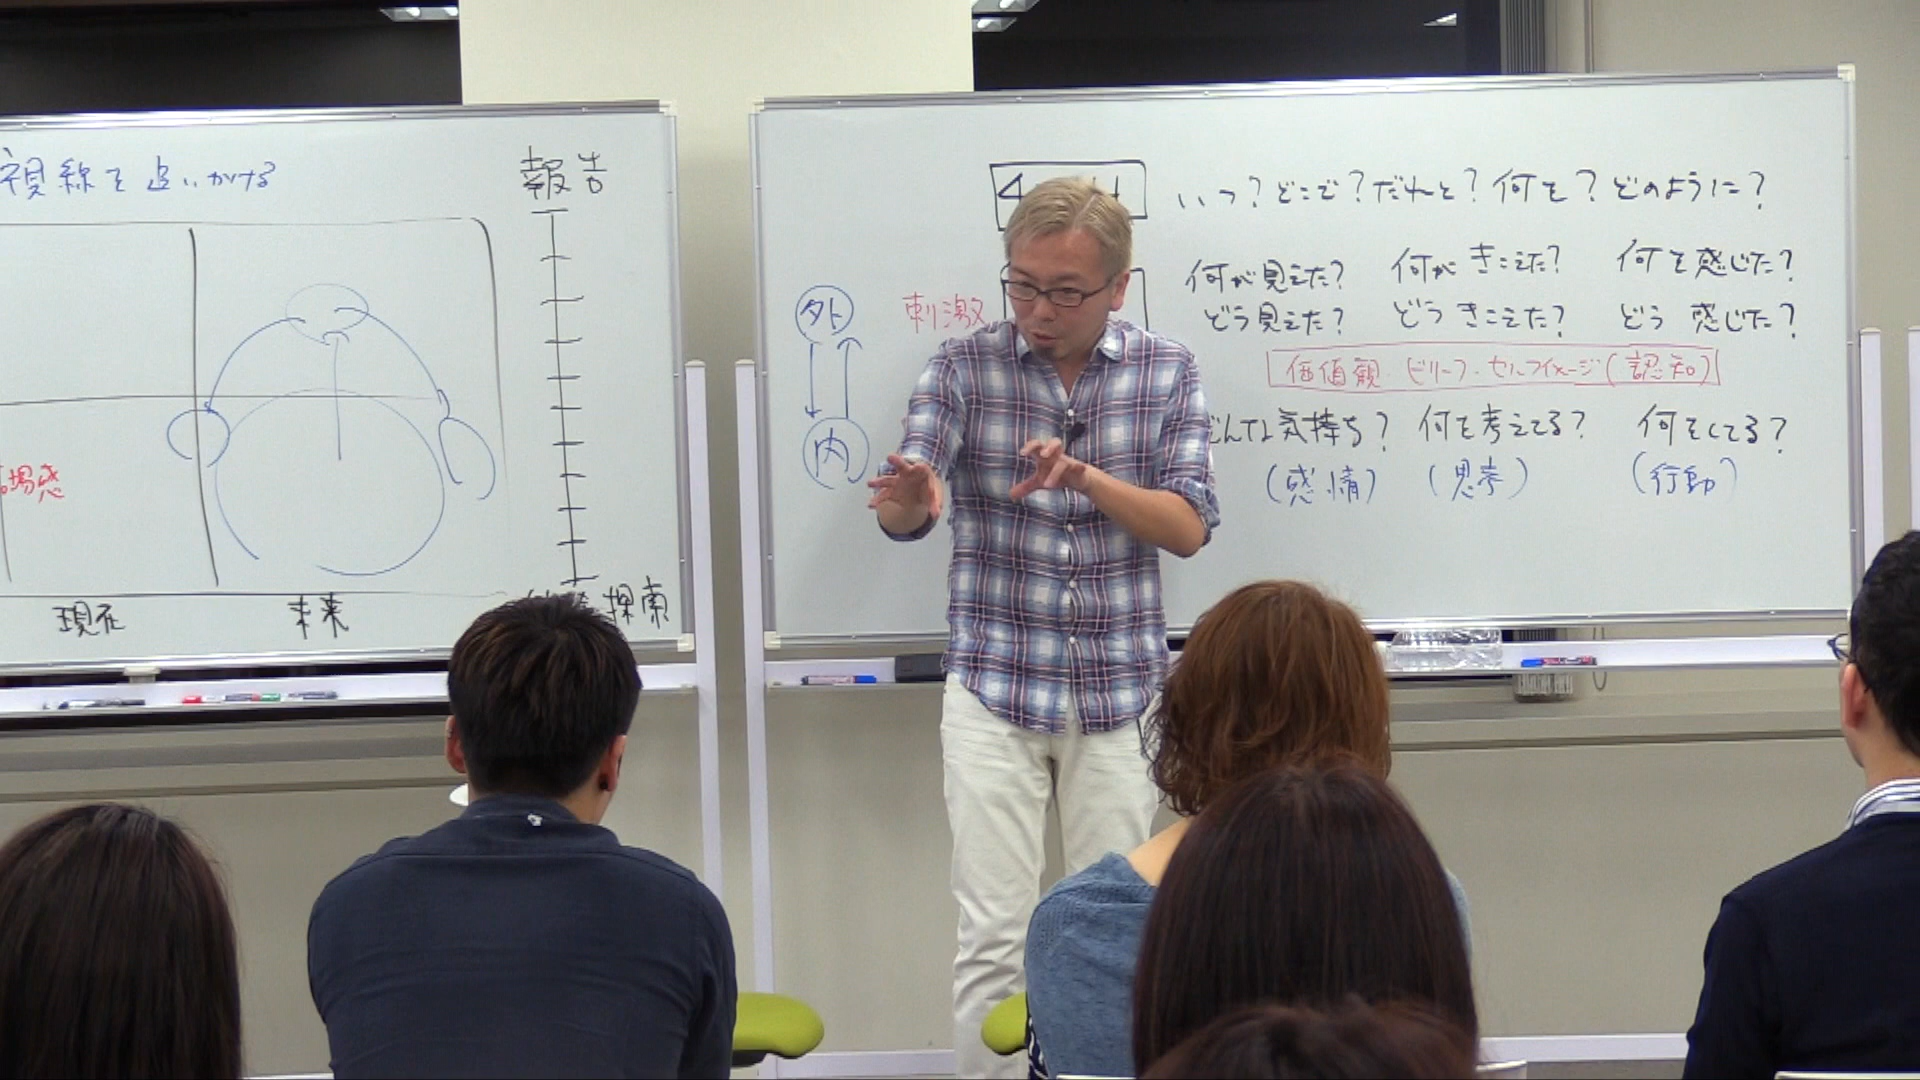 視線を追いかける
報告
場感
現在
未来
探索
外
内
刺激
いつ?どこで?だれと?何を?どのように?
何が見えた? 何がきこえた? 何を感じた?
どう見えた? どうきこえた? どう感じた?
価値観・ビリーフ・セルフイメージ(認知)
どんな気持ち? 何を考えてる? 何をしてる?
(感情) (思考) (行動)